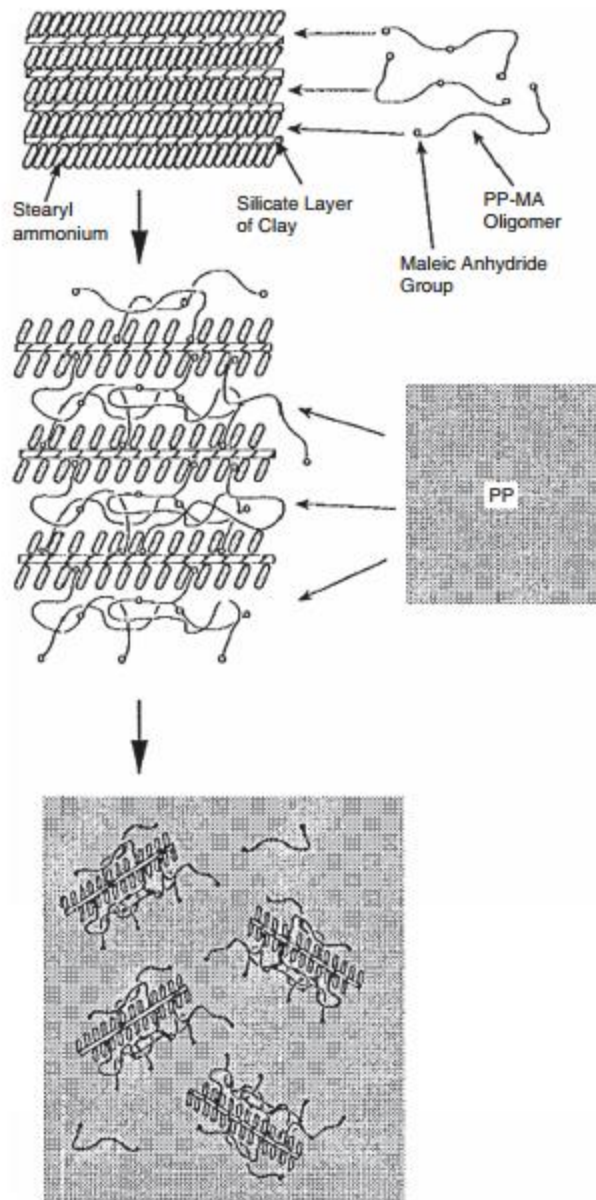 Stearyl
ammonium
Silicate Layer
of Clay
PP-MA
Oligomer
Maleic Anhydride
Group
PP